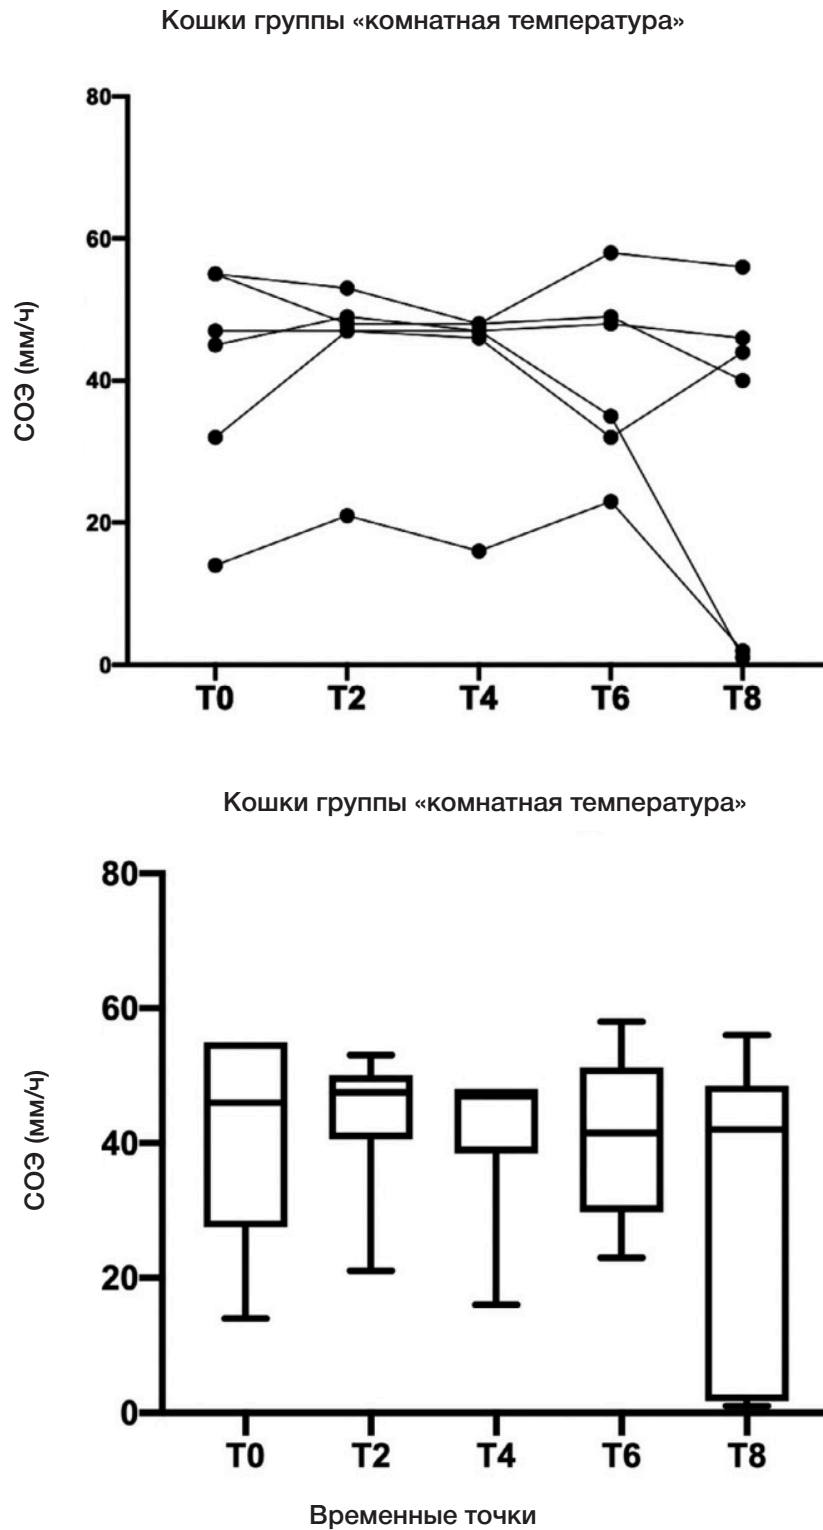 Кошки группы «комнатная температура»
80
60
40
20
0
СОЭ (мм/ч)
T0 T2 T4 T6 T8
Кошки группы «комнатная температура»
80
60
40
20
0
СОЭ (мм/ч)
T0 T2 T4 T6 T8
Временные точки